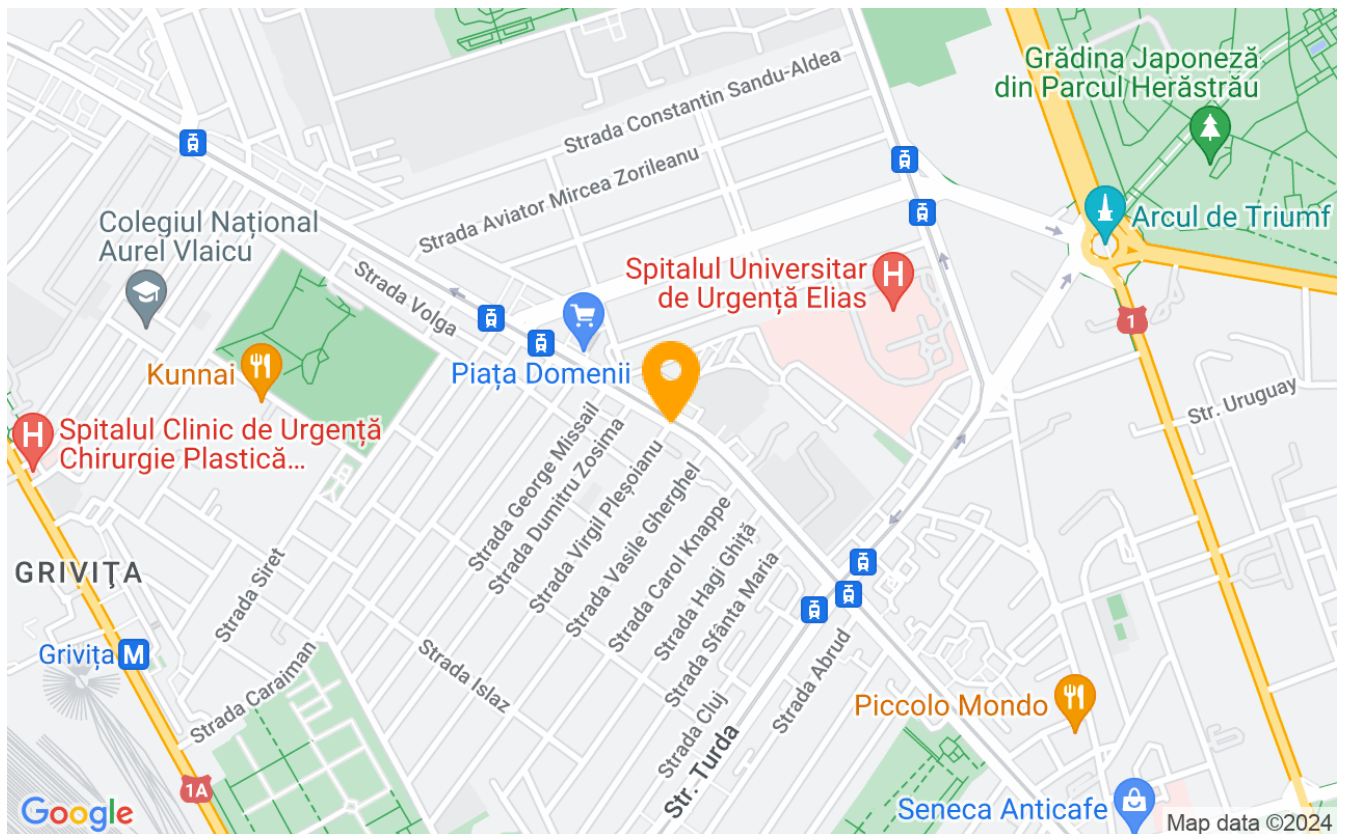 Grădina Japoneză
din Parcul Herăstrău
Strada Constantin Sandu-Aldea
Strada Aviator Mircea Zorileanu
Colegiul Național
Aurel Vlaicu
Arcul de Triumf
Strada Volga
Spitalul Universitar
de Urgență Elias
H
1
Kunnai
Piața Domenii
Str. Uruguay
H
Spitalul Clinic de Urgență
Chirurgie Plastică...
Strada George Missail
Strada Dumitru Zosima
Strada Virgil Pleșoianu
Strada Vasile Gherghel
Strada Carol Knappe
Strada Hagi Ghiță
Strada Sfânta Maria
GRIVIŢA
Strada Siret
Grivița
M
Strada Caraiman
Strada Islaz
Strada Cluj
Strada Abrud
Str. Turda
Piccolo Mondo
1A
Seneca Anticafe
Google
Map data ©2024